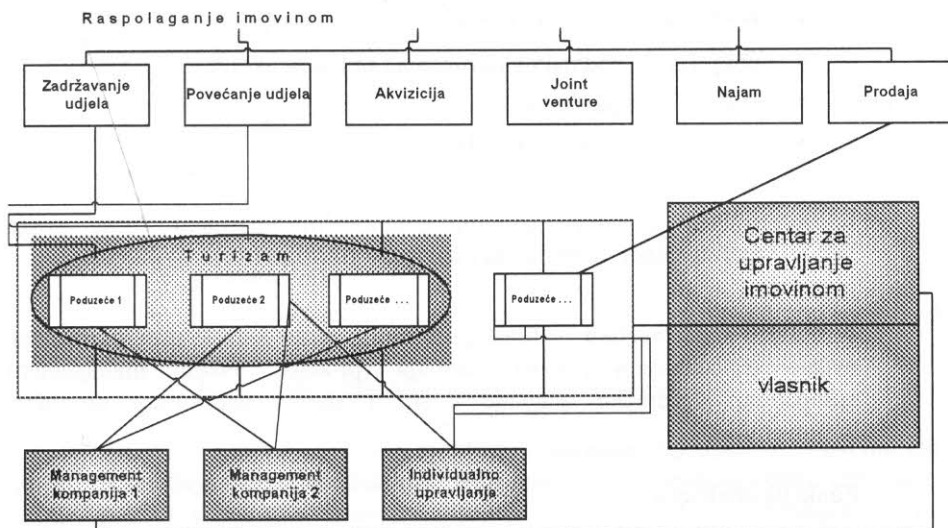 Raspolaganje imovinom
Zadržavanje
udjela
Povećanje udjela
Akvizicija
Joint
venture
Najam
Prodaja
Turizam
Poduzeće 1
Poduzeće 2
Poduzeće ...
Poduzeće ...
Centar za
upravljanje
imovinom
vlasnik
Management
kompanija 1
Management
kompanija 2
Individualno
upravljanja